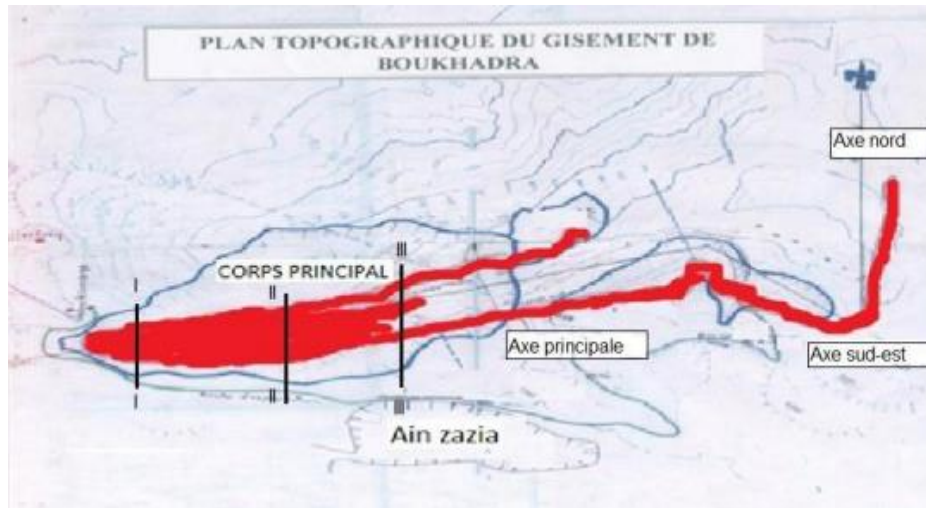 PLAN TOPOGRAPHIQUE DU GISEMENT DE
BOUKHADRA
Axe nord
III
CORPS PRINCIPAL
II
I
Axe principale
Axe sud-est
I
II
III
Ain zazia